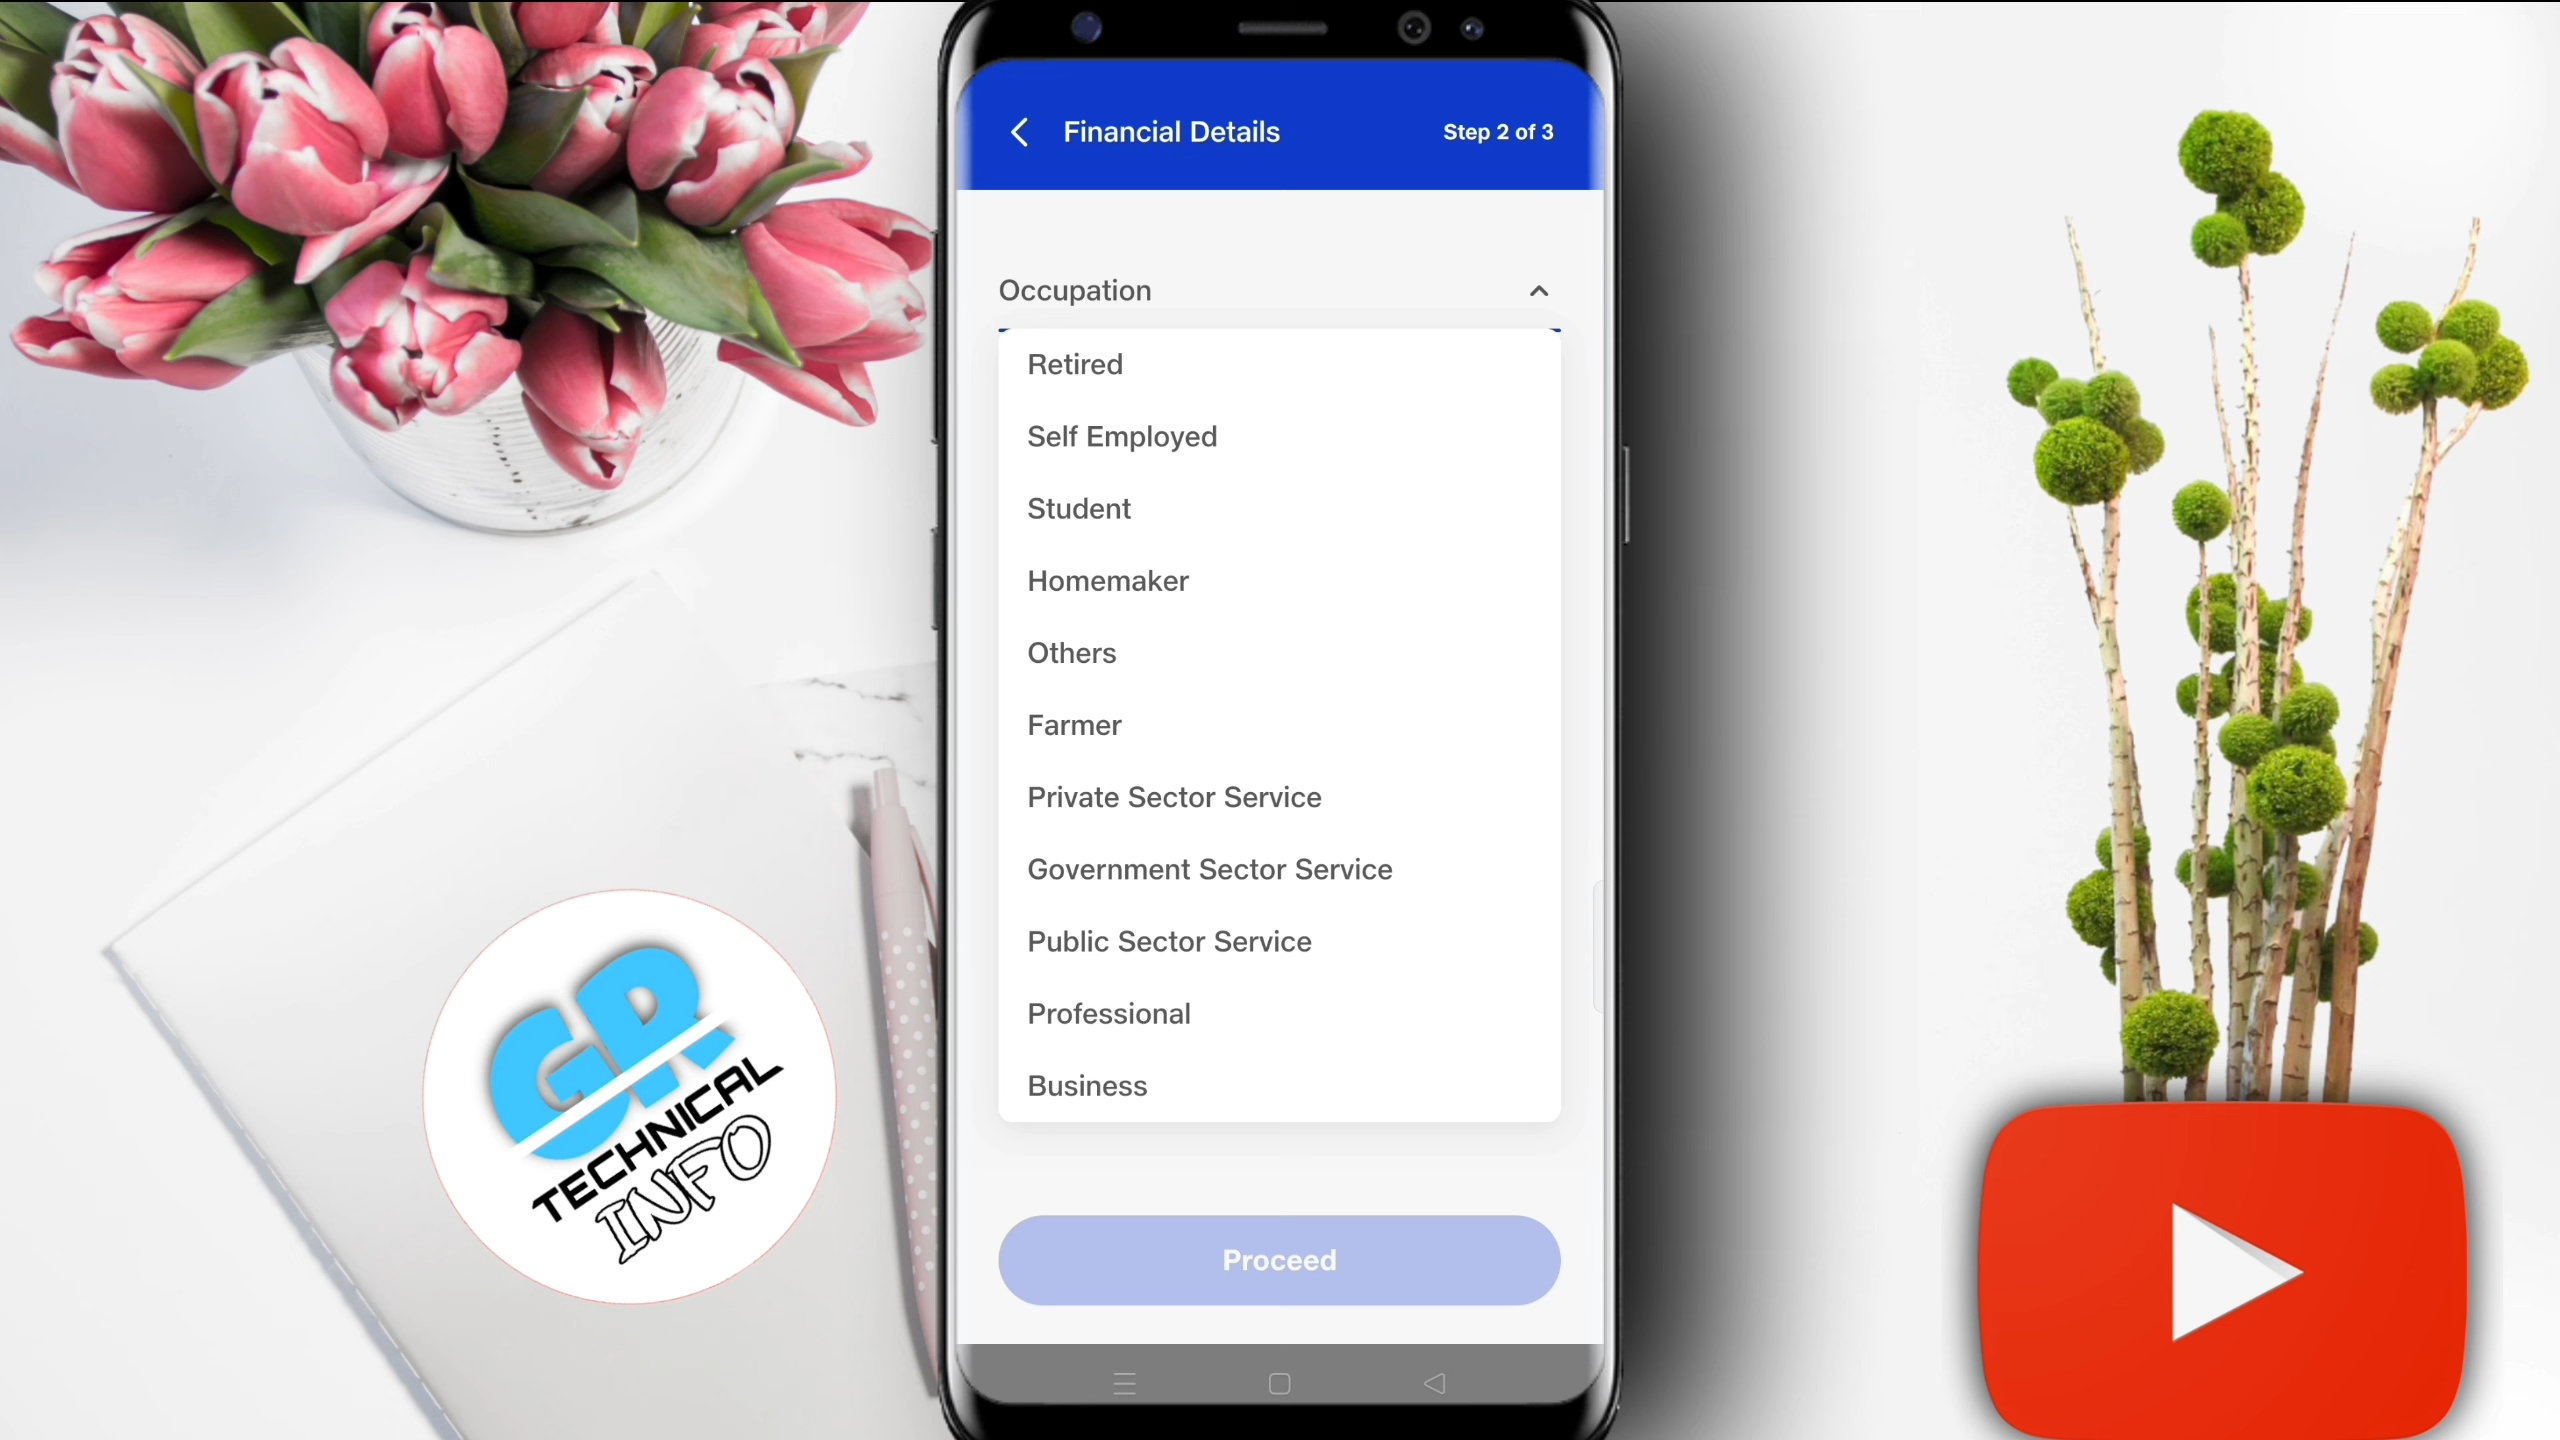 Financial Details
Step 2 of 3
Occupation
Retired
Self Employed
Student
Homemaker
Others
Farmer
Private Sector Service
Government Sector Service
Public Sector Service
Professional
Business
Proceed
GR
TECHNICAL
INFO